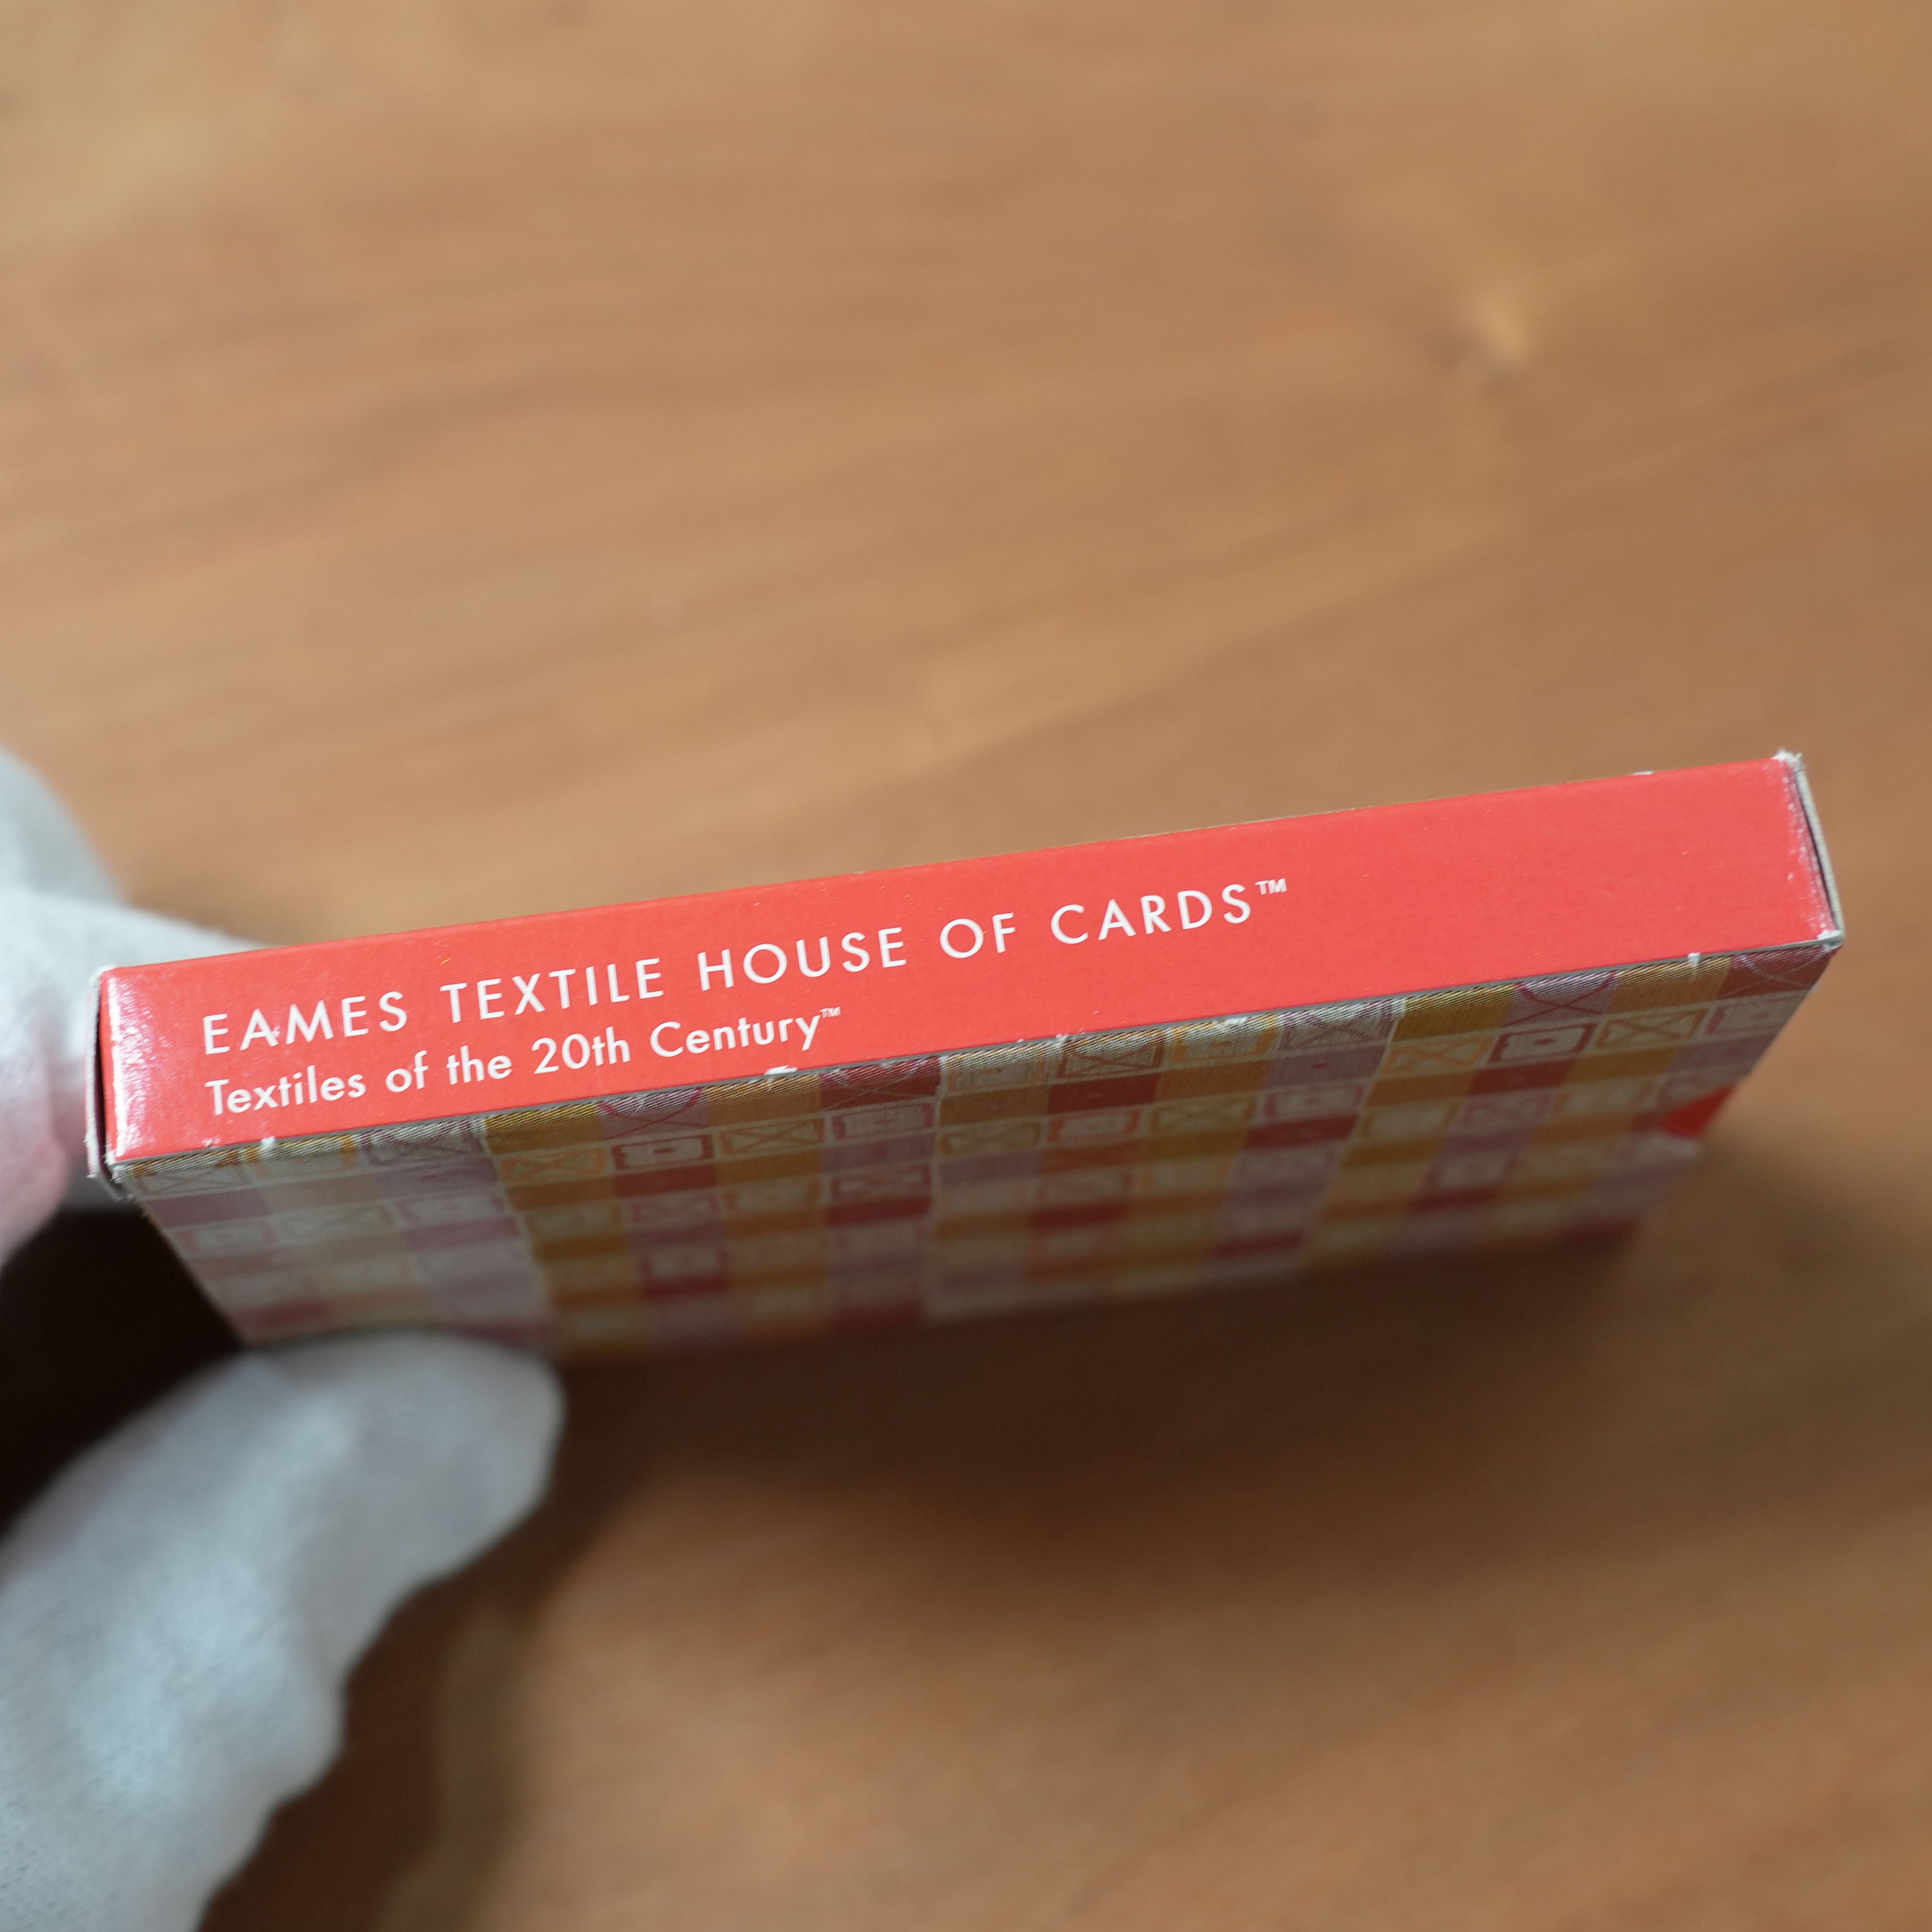 EAMES TEXTILE HOUSE OF CARDS™
Textiles of the 20th Century™